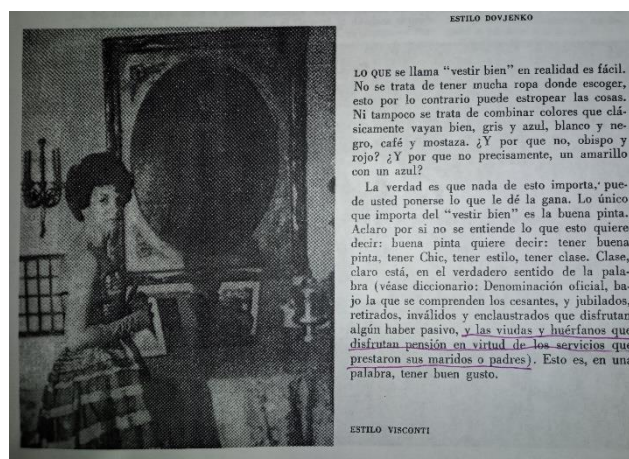 ESTILO DOVJENKO
LO QUE se llama "vestir bien" en realidad es fácil.
No se trata de tener mucha ropa donde escoger,
esto por lo contrario puede estropear las cosas.
Ni tampoco se trata de combinar colores que clá-
sicamente vayan bien, gris y azul, blanco y ne-
gro, café y mostaza. ¿Y por que no, obispo y
rojo? ¿Y por que no precisamente, un amarillo
con un azul?
La verdad es que nada de esto importa, pue-
de usted ponerse lo que le dé la gana. Lo único
que importa del "vestir bien" es la buena pinta.
Aclaro por si no se entiende lo que esto quiere
decir: buena pinta quiere decir: tener buena
pinta, tener Chic, tener estilo, tener clase. Clase,
claro está, en el verdadero sentido de la pala-
bra (véase diccionario: Denominación oficial, ba-
jo la que se comprenden los cesantes, y jubilados,
retirados, inválidos y enclaustrados que disfrutan
algún haber pasivo, y las viudas y huérfanos que
disfrutan pensión en virtud de los servicios que
prestaron sus maridos o padres). Esto es, en una
palabra, tener buen gusto.
ESTILO VISCONTI